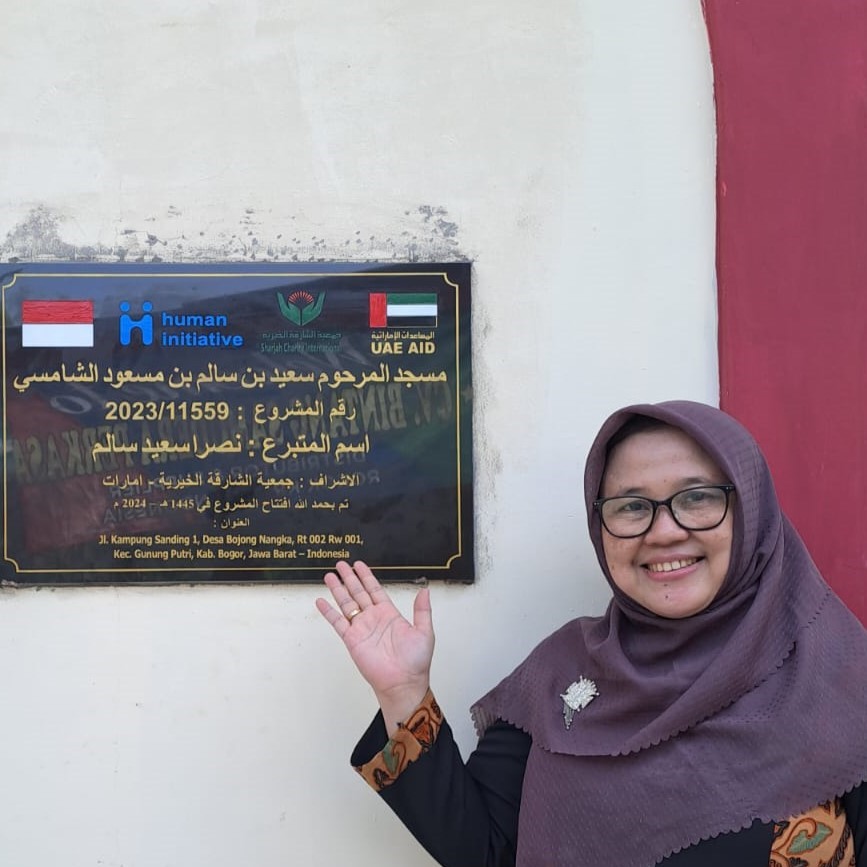 human
initiative
جمعية الشارقة الخيرية
Sharjah Charity International
المساعدات الإماراتية
UAE AID
مسجد المرحوم سعيد بن سالم بن مسعود الشامسي
رقم المشروع : 2023/11559
اسم المتبرع : نصرا سعيد سالم
الاشراف : جمعية الشارقة الخيرية - امارات
تم بحمد الله افتتاح المشروع في 1445 هـ - 2024 م
العنوان :
Jl. Kampung Sanding 1, Desa Bojong Nangka, Rt 002 Rw 001,
Kec. Gunung Putri, Kab. Bogor, Jawa Barat – Indonesia